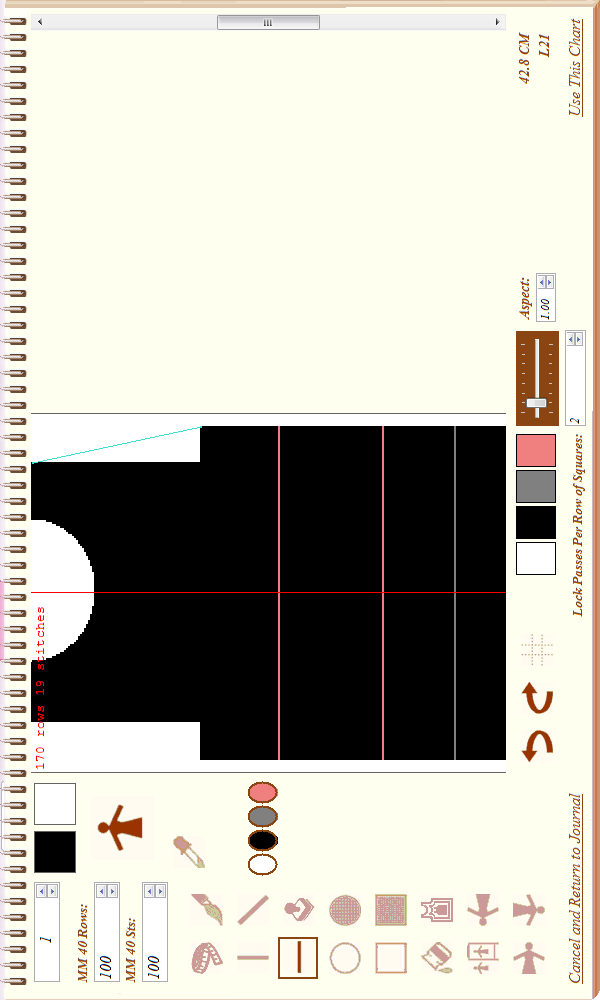 1
MM 40 Rows:
100
MM 40 Sts:
100
170 rows 19 stitches
42.8 CM
L21
Aspect:
1.00
2
Lock Passes Per Row of Squares:
Cancel and Return to Journal
Use This Chart